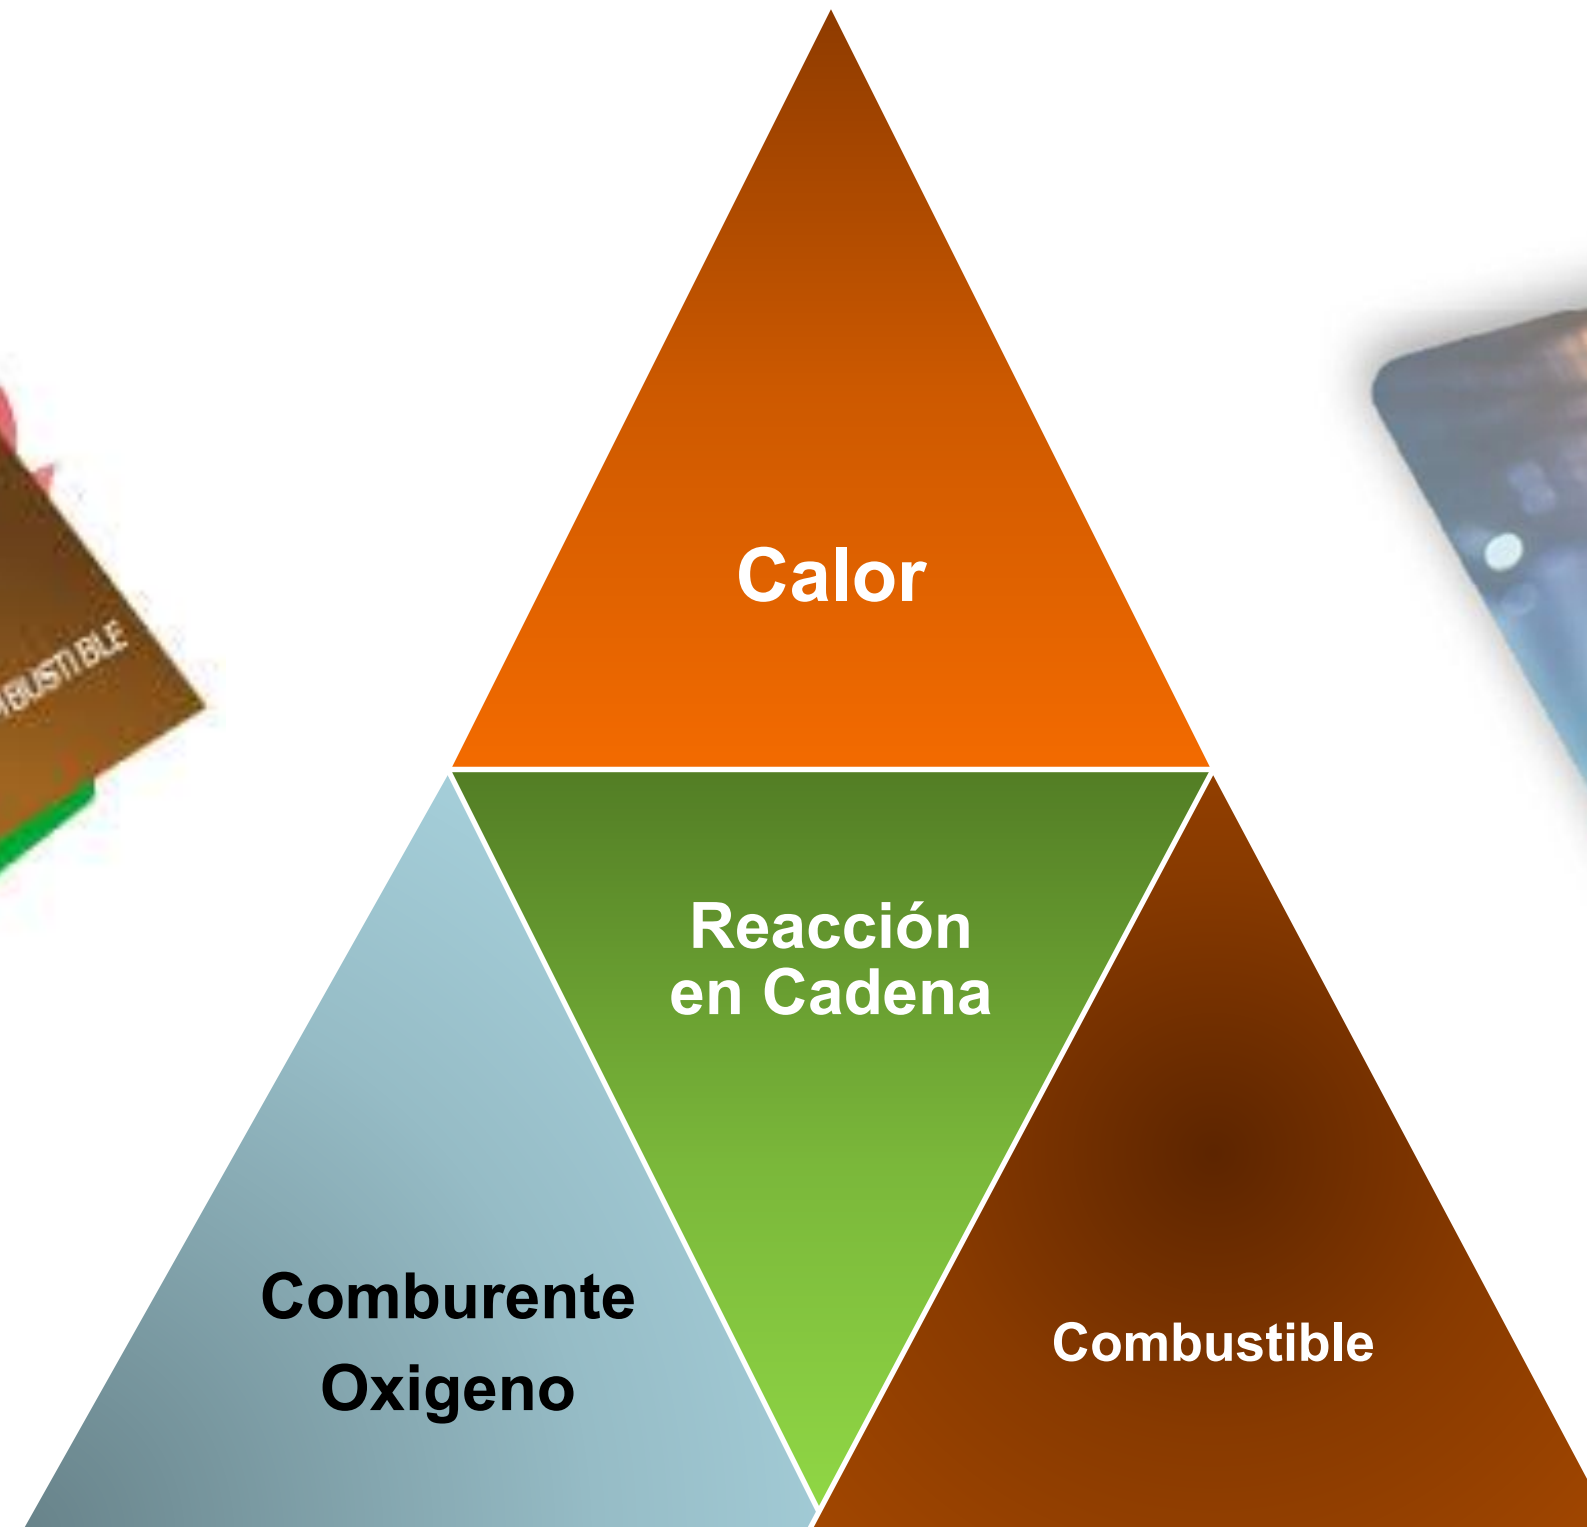 Calor
Reacción
en Cadena
Comburente
Oxigeno
Combustible